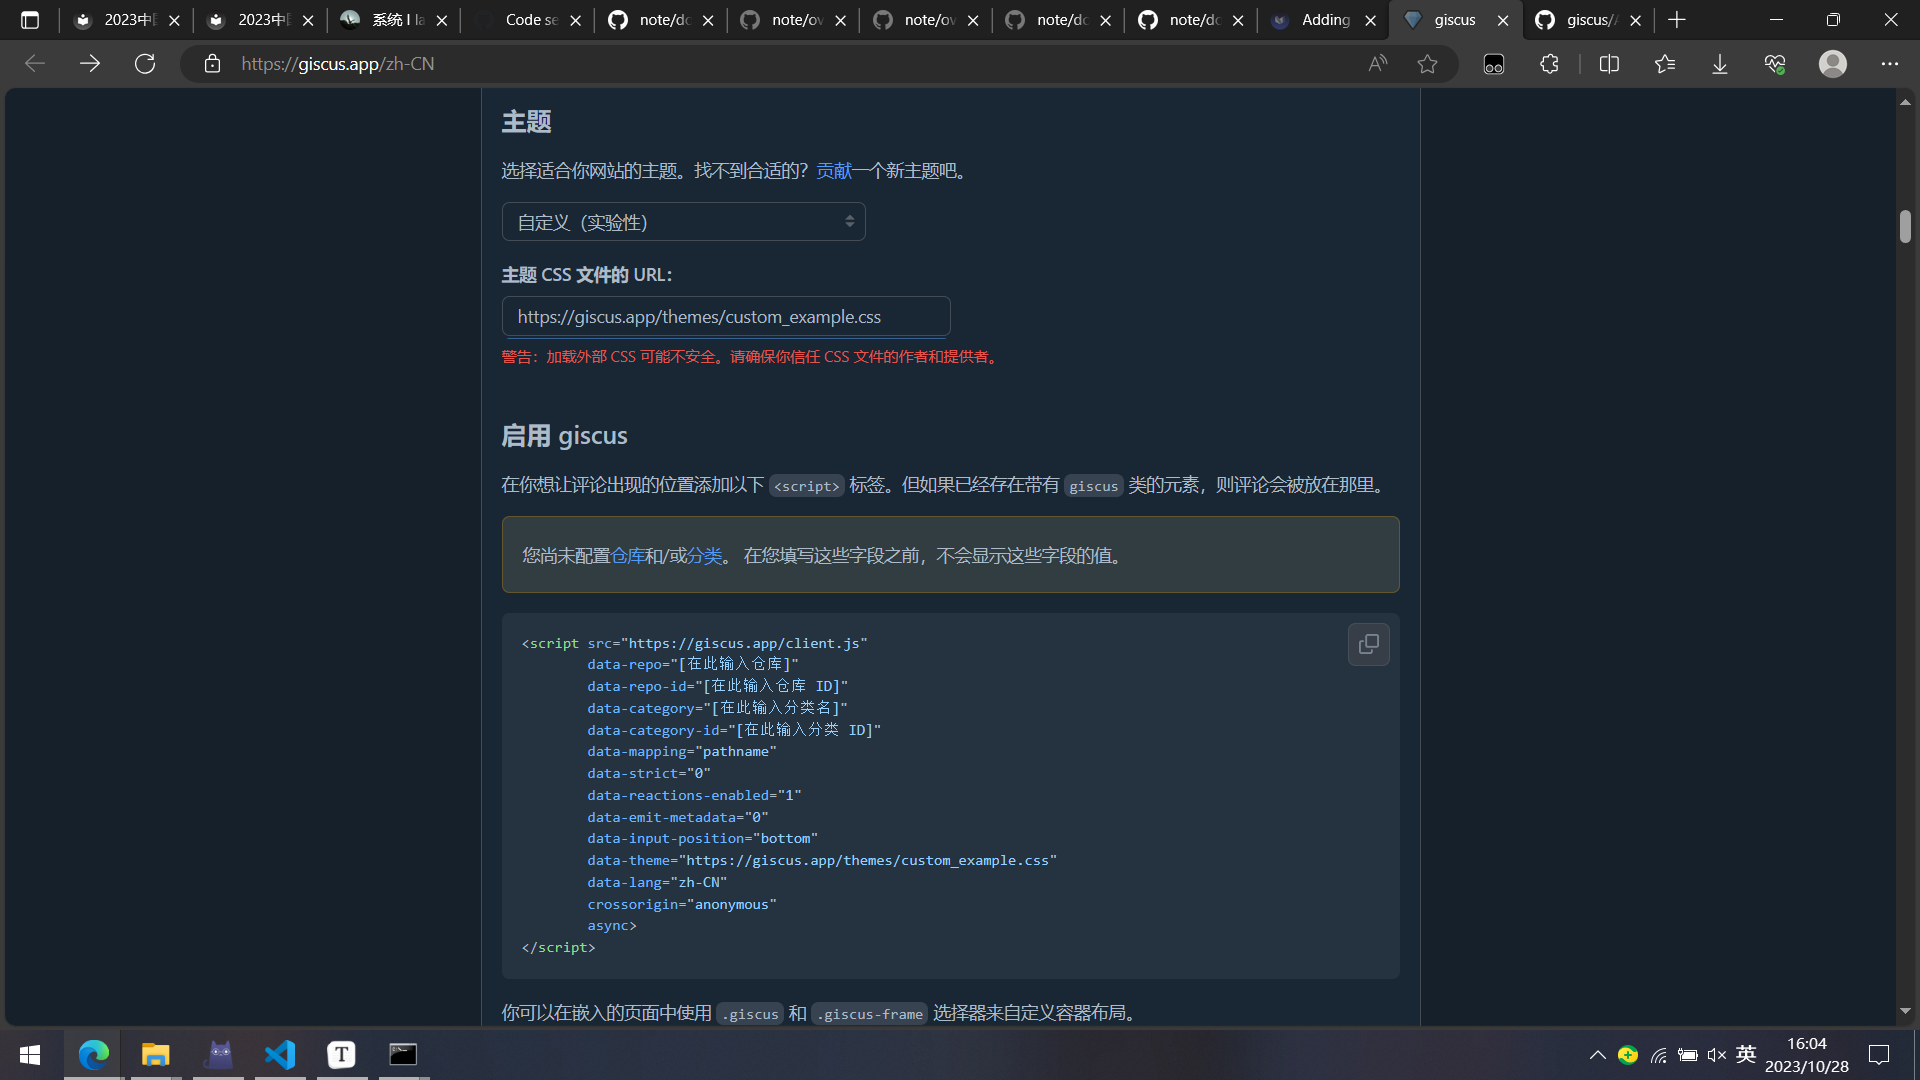 2023中
2023中
系统 I la
Code se
note/dc
note/ov
note/ov
note/dc
note/dc
Adding
giscus
giscus/
https://giscus.app/zh-CN
主题
选择适合你网站的主题。找不到合适的？贡献一个新主题吧。
自定义（实验性）
主题 CSS 文件的 URL：
https://giscus.app/themes/custom_example.css
警告：加载外部 CSS 可能不安全。请确保你信任 CSS 文件的作者和提供者。
启用 giscus
在你想让评论出现的位置添加以下 <script> 标签。但如果已经存在带有 giscus 类的元素，则评论会被放在那里。
您尚未配置仓库和/或分类。 在您填写这些字段之前，不会显示这些字段的值。
<script src="https://giscus.app/client.js"
data-repo="[在此输入仓库]"
data-repo-id="[在此输入仓库 ID]"
data-category="[在此输入分类名]"
data-category-id="[在此输入分类 ID]"
data-mapping="pathname"
data-strict="0"
data-reactions-enabled="1"
data-emit-metadata="0"
data-input-position="bottom"
data-theme="https://giscus.app/themes/custom_example.css"
data-lang="zh-CN"
crossorigin="anonymous"
async>
</script>
你可以在嵌入的页面中使用 .giscus 和 .giscus-frame 选择器来自定义容器布局。
T
英
16:04
2023/10/28